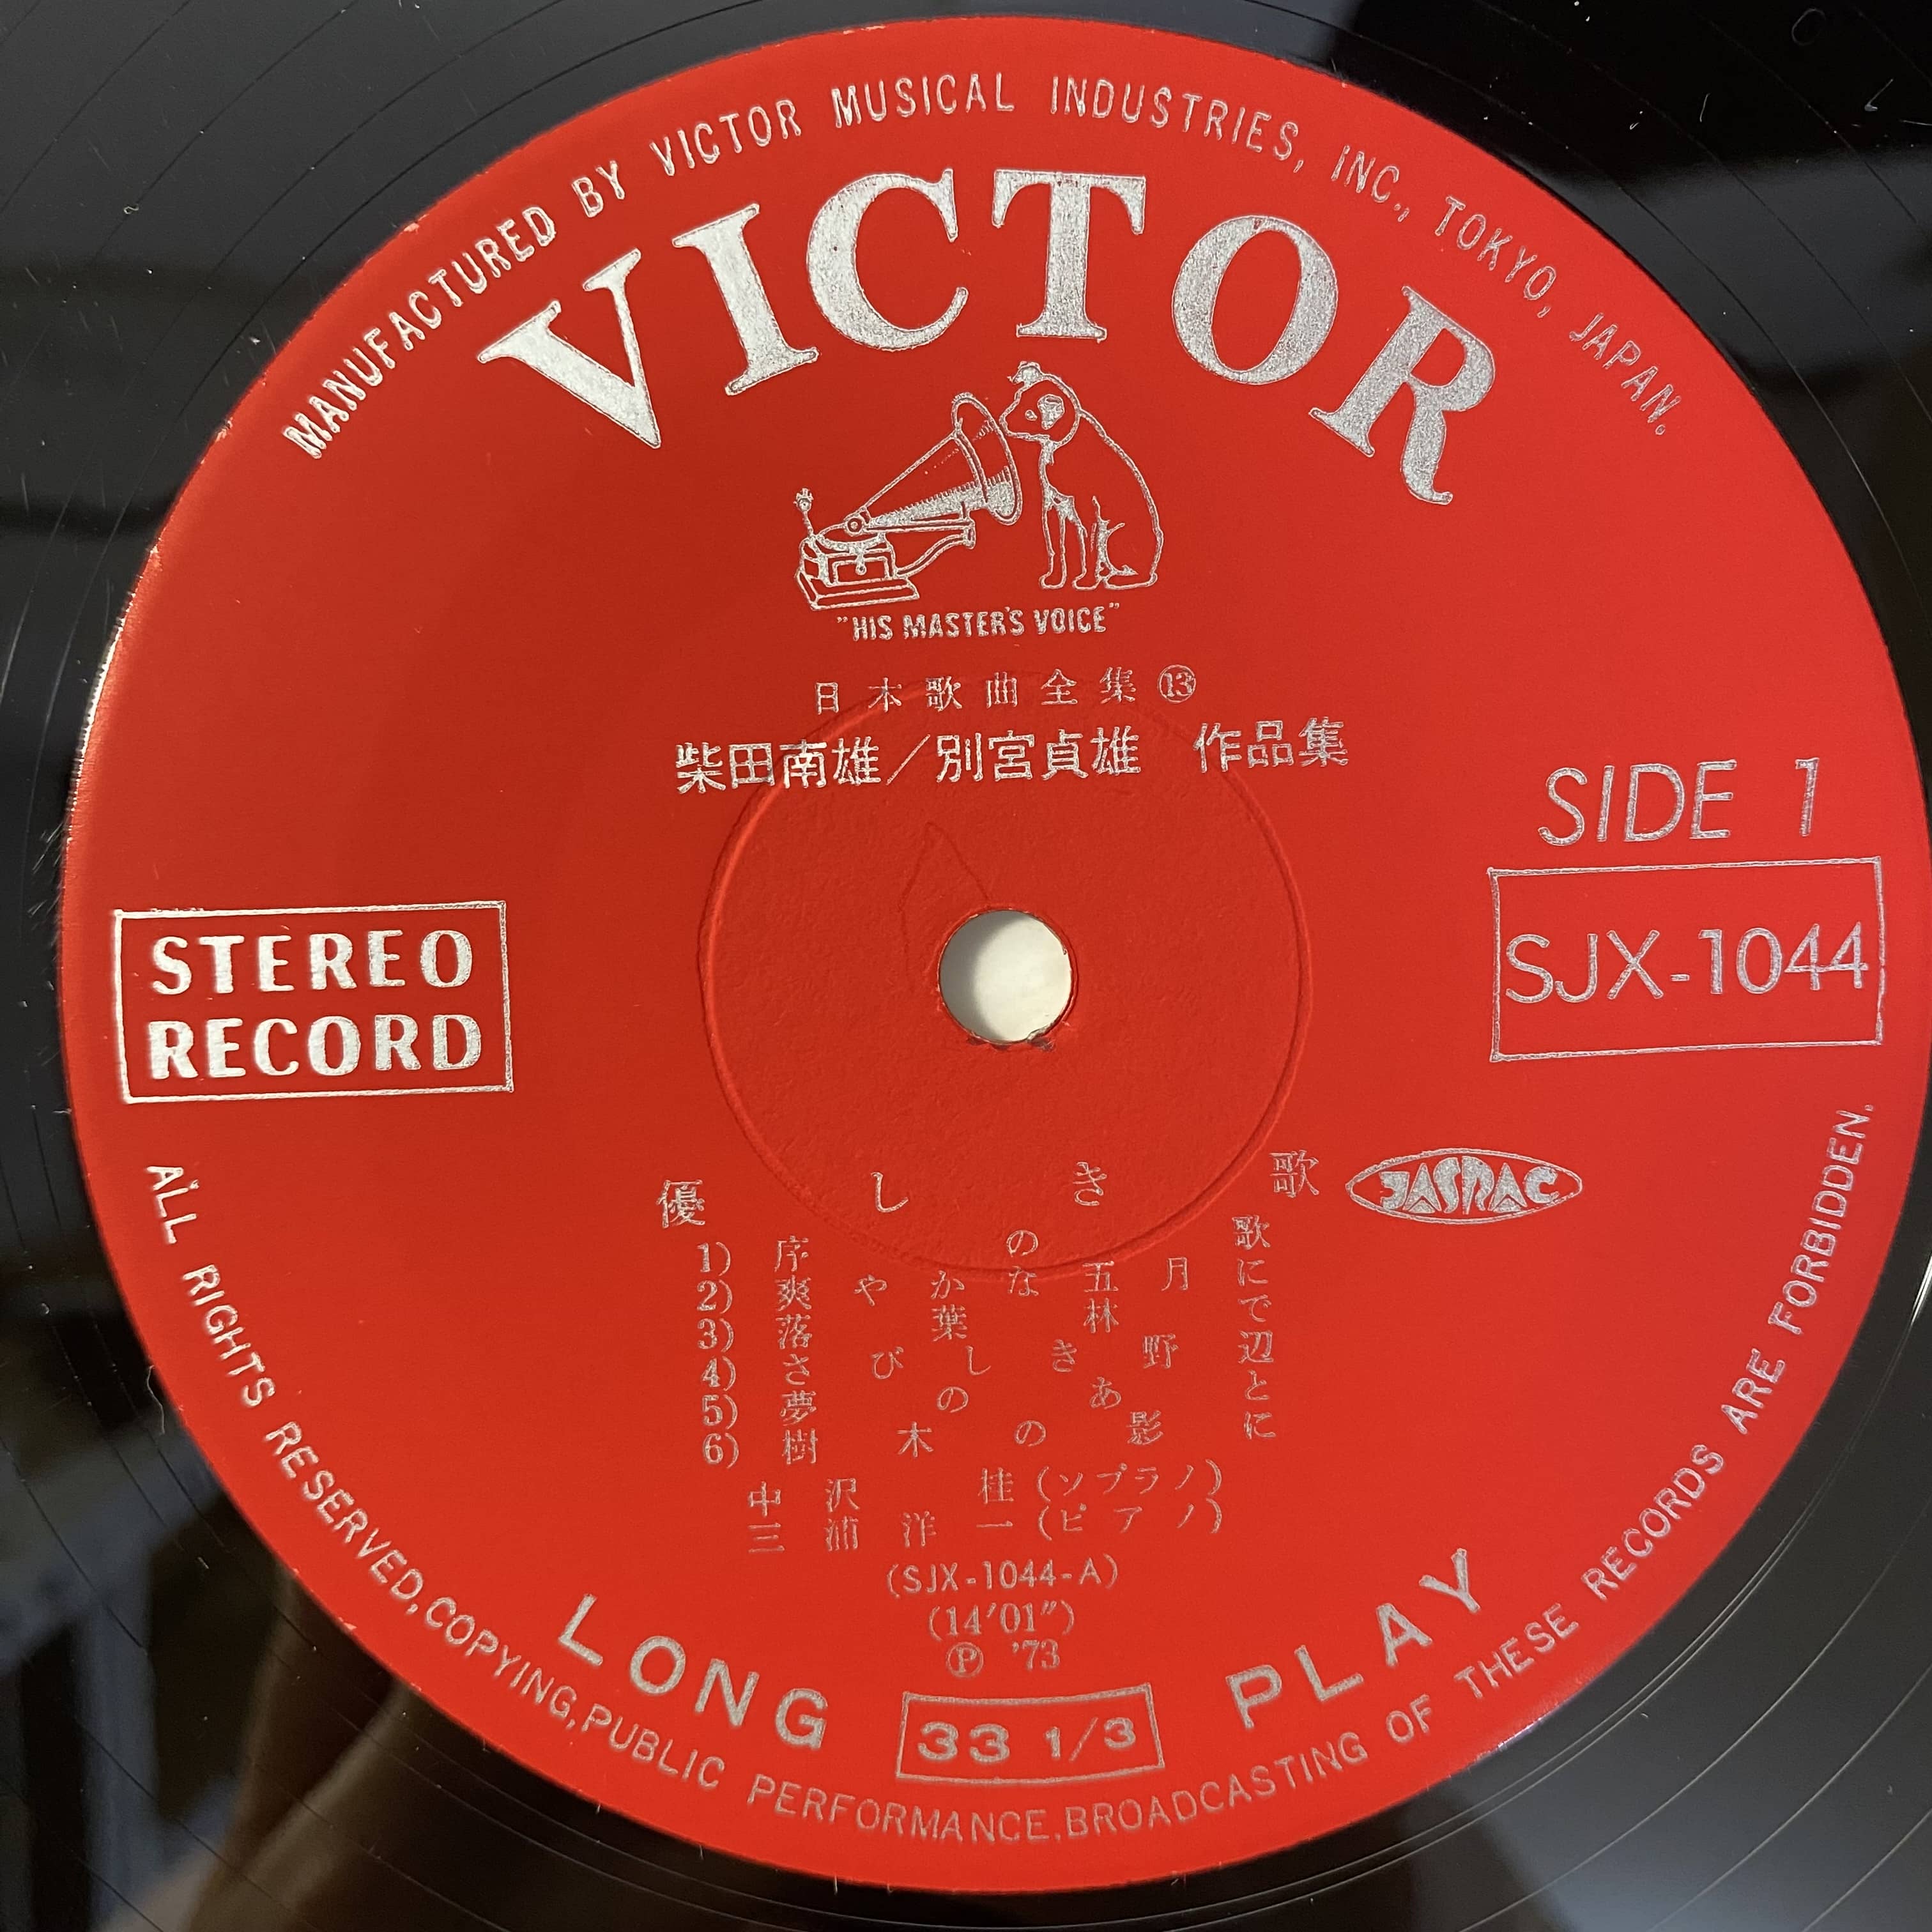 MANUFACTURED BY VICTOR MUSICAL INDUSTRIES, INC., TOKYO, JAPAN.
VICTOR
"HIS MASTER'S VOICE"
日本歌曲全集⑬
柴田南雄／別宮貞雄 作品集
SIDE 1
STEREO
RECORD
SJX-1044
優しき歌
JASRAC
1) 序の歌
2) 爽やかな五月に
3) 落葉林で
4) さびしき野辺
5) 夢のあと
6) 樹木の影に
中沢 桂(ソプラノ)
三浦洋一(ピアノ)
(SJX-1044-A)
(14′01″)
Ⓟ '73
LONG PLAY
33 1/3
ALL RIGHTS RESERVED,COPYING,PUBLIC PERFORMANCE,BROADCASTING OF THESE RECORDS ARE FORBIDDEN.